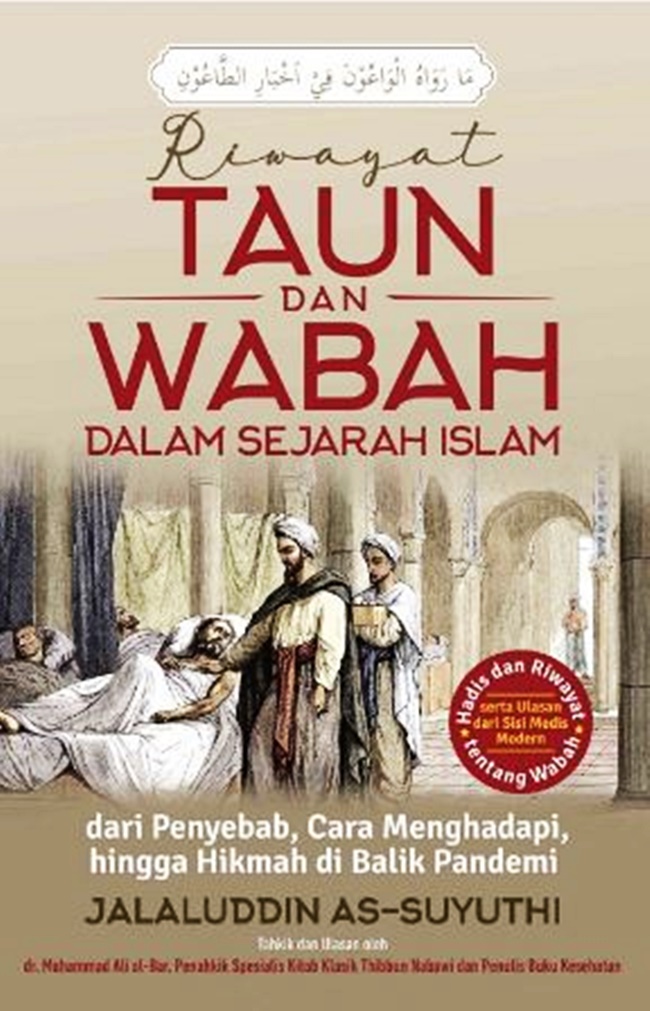 مَا رَوَاهُ الْوَاعُوْنَ فِيْ اَخْبَارِ الطَّاعُوْنِ
Riwayat
TAUN
DAN
WABAH
DALAM SEJARAH ISLAM
Hadis dan Riwayat
serta Ulasan
dari Sisi Medis
Modern
tentang Wabah
dari Penyebab, Cara Menghadapi,
hingga Hikmah di Balik Pandemi
JALALUDDIN AS-SUYUTHI
Tahkik dan Ulasan oleh
dr. Muhammad Ali al-Bar, Penahkik Spesialis Kitab Klasik Thibbun Nabawi dan Penulis Buku Kesehatan